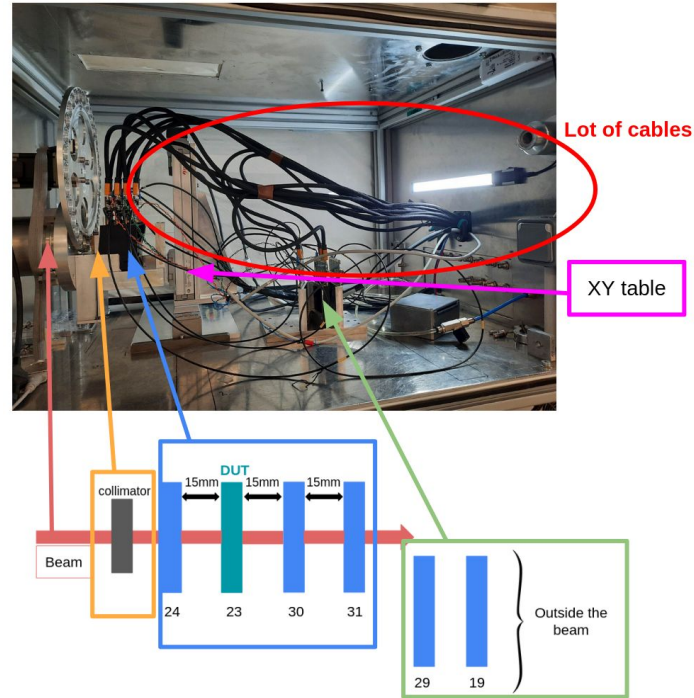 Lot of cables
XY table
DUT
15mm 15mm 15mm
collimator
Beam
24 23 30 31
Outside the
beam
29 19